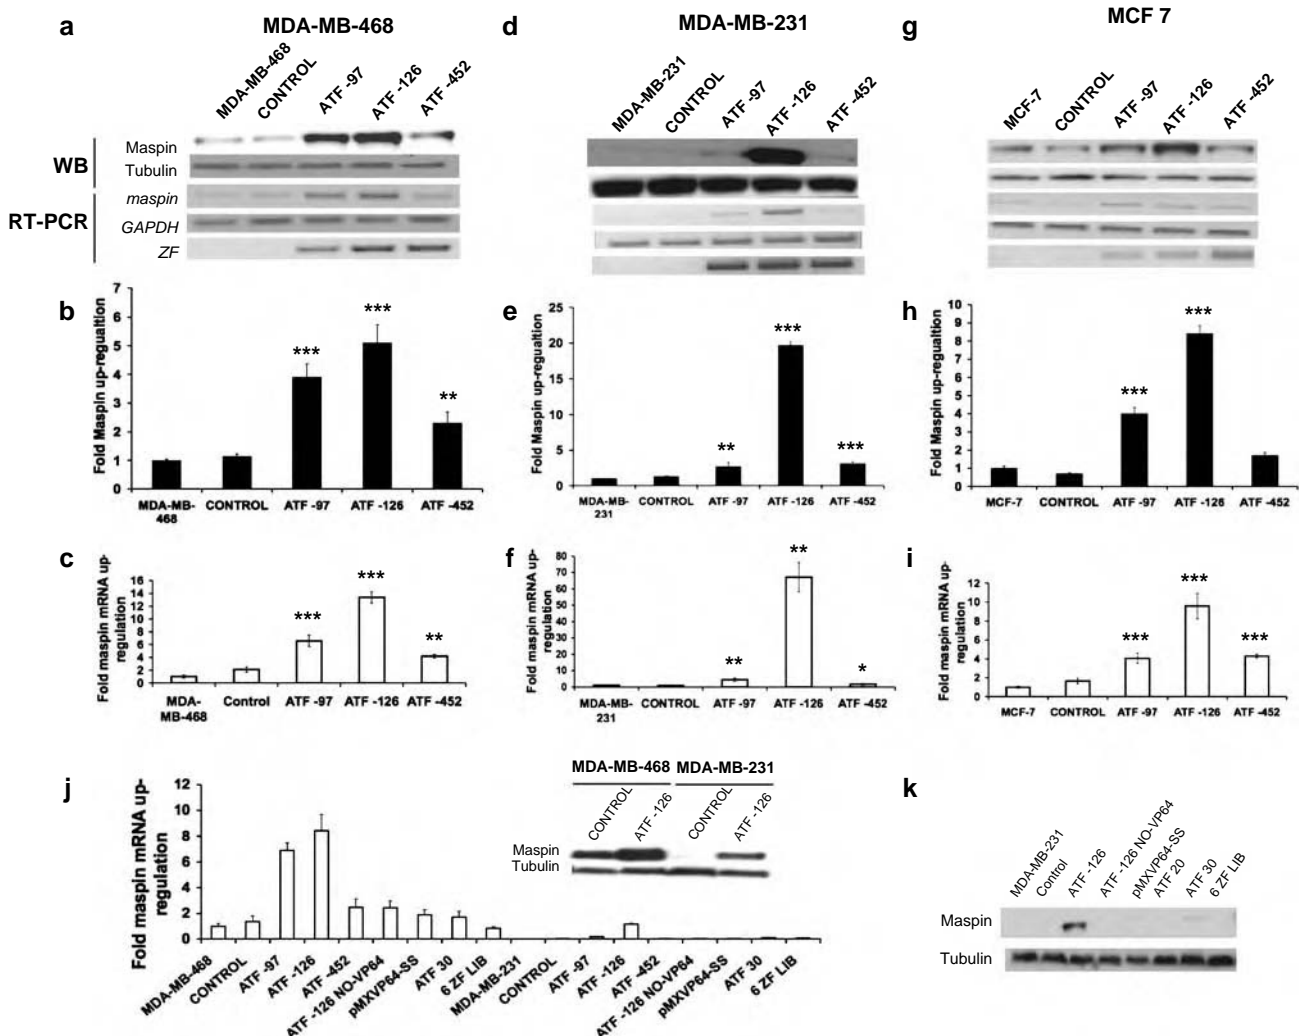 a
MDA-MB-468
MDA-MB-468
CONTROL
ATF -97
ATF -126
ATF -452
WB
Maspin
Tubulin
RT-PCR
maspin
GAPDH
ZF
d
MDA-MB-231
MDA-MB-231
CONTROL
ATF -97
ATF -126
ATF -452
g
MCF 7
MCF-7
CONTROL
ATF -97
ATF -126
ATF -452
b
Fold Maspin up-regualtion
7
6
5
4
3
2
1
0
***
***
**
MDA-MB-468
CONTROL
ATF -97
ATF -126
ATF -452
e
Fold Maspin up-regulation
25
20
15
10
5
0
**
***
***
MDA-MB-231
CONTROL
ATF -97
ATF -126
ATF -452
h
Fold Maspin up-regualtion
10
9
8
7
6
5
4
3
2
1
0
***
***
MCF-7
CONTROL
ATF -97
ATF -126
ATF -452
c
Fold maspin mRNA up-regulation
16
14
12
10
8
6
4
2
0
***
***
**
MDA-MB-468
Control
ATF -97
ATF -126
ATF -452
f
Fold maspin mRNA up-regulation
80
70
60
50
40
30
20
10
0
**
**
*
MDA-MB-231
CONTROL
ATF -97
ATF -126
ATF -452
i
Fold maspin mRNA up-regulation
12
10
8
6
4
2
0
***
***
***
MCF-7
CONTROL
ATF -97
ATF -126
ATF -452
j
Fold maspin mRNA up-regulation
12
10
8
6
4
2
0
MDA-MB-468
CONTROL
ATF -97
ATF -126
ATF -452
ATF -126 NO-VP64
pMXVP64-SS
ATF 30
6 ZF LIB
MDA-MB-231
CONTROL
ATF -97
ATF -126
ATF -452
ATF -126 NO-VP64
pMXVP64-SS
ATF 30
6 ZF LIB
MDA-MB-468 MDA-MB-231
CONTROL
ATF -126
CONTROL
ATF -126
Maspin
Tubulin
k
MDA-MB-231
Control
ATF -126
ATF -126 NO-VP64
pMXVP64-SS
ATF 20
ATF 30
6 ZF LIB
Maspin
Tubulin